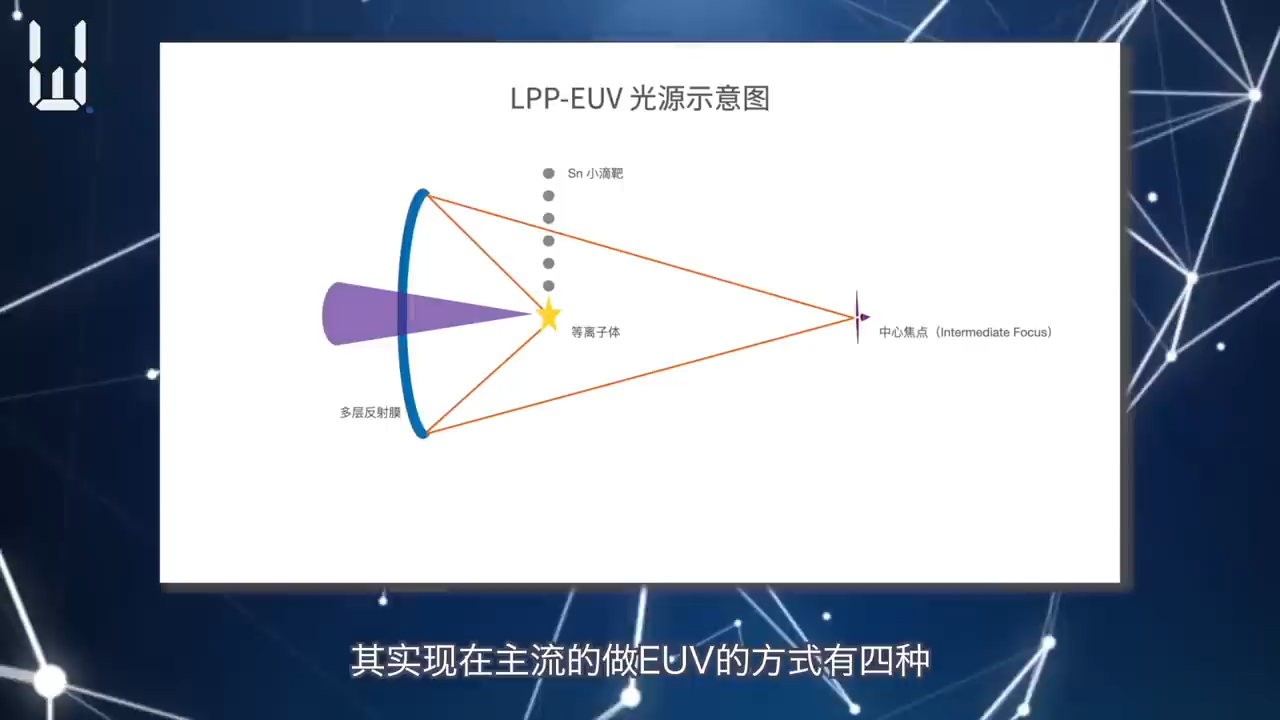 LPP-EUV 光源示意图
Sn 小滴靶
等离子体
中心焦点（Intermediate Focus）
多层反射膜
其实现在主流的做EUV的方式有四种